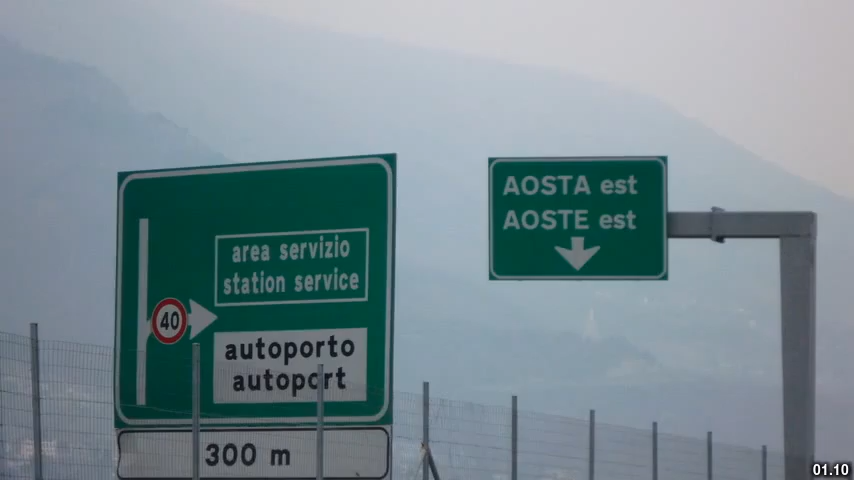 area servizio
station service
40
autoporto
autoport
300 m
AOSTA est
AOSTE est
01.10